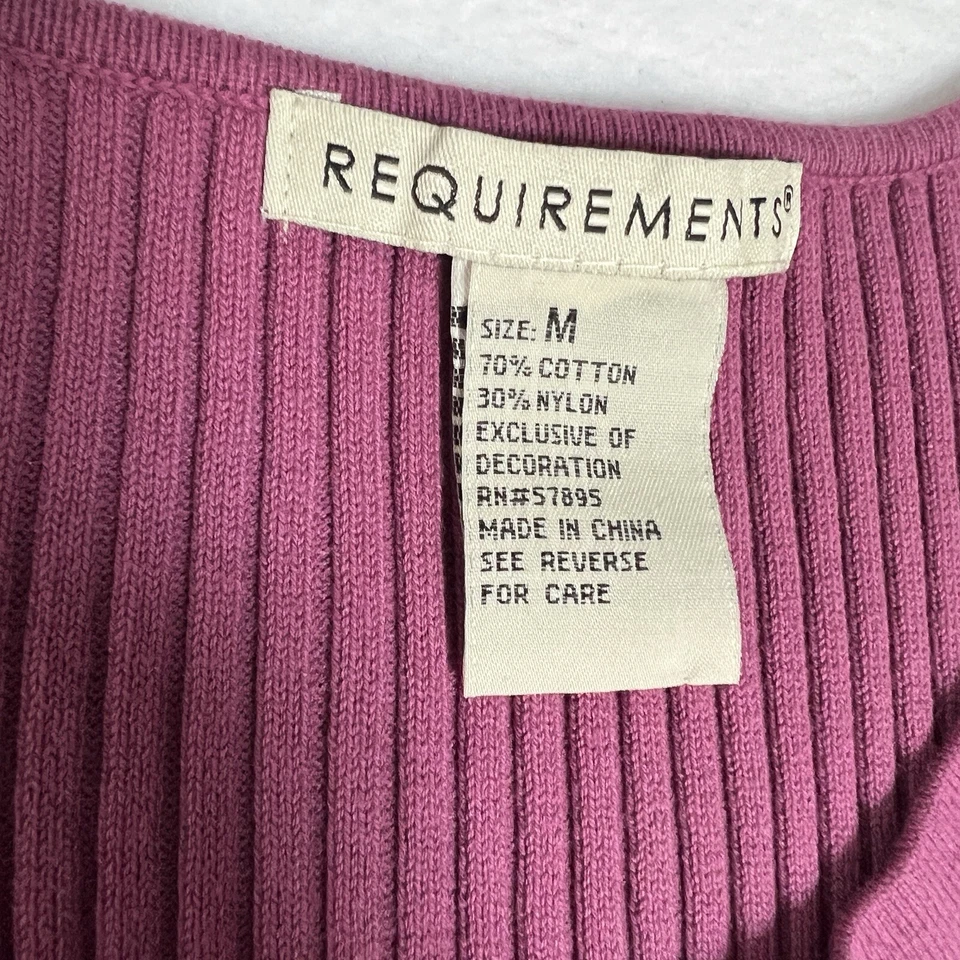 REQUIREMENTS®
SIZE: M
70% COTTON
30% NYLON
EXCLUSIVE OF
DECORATION
RN#57895
MADE IN CHINA
SEE REVERSE
FOR CARE